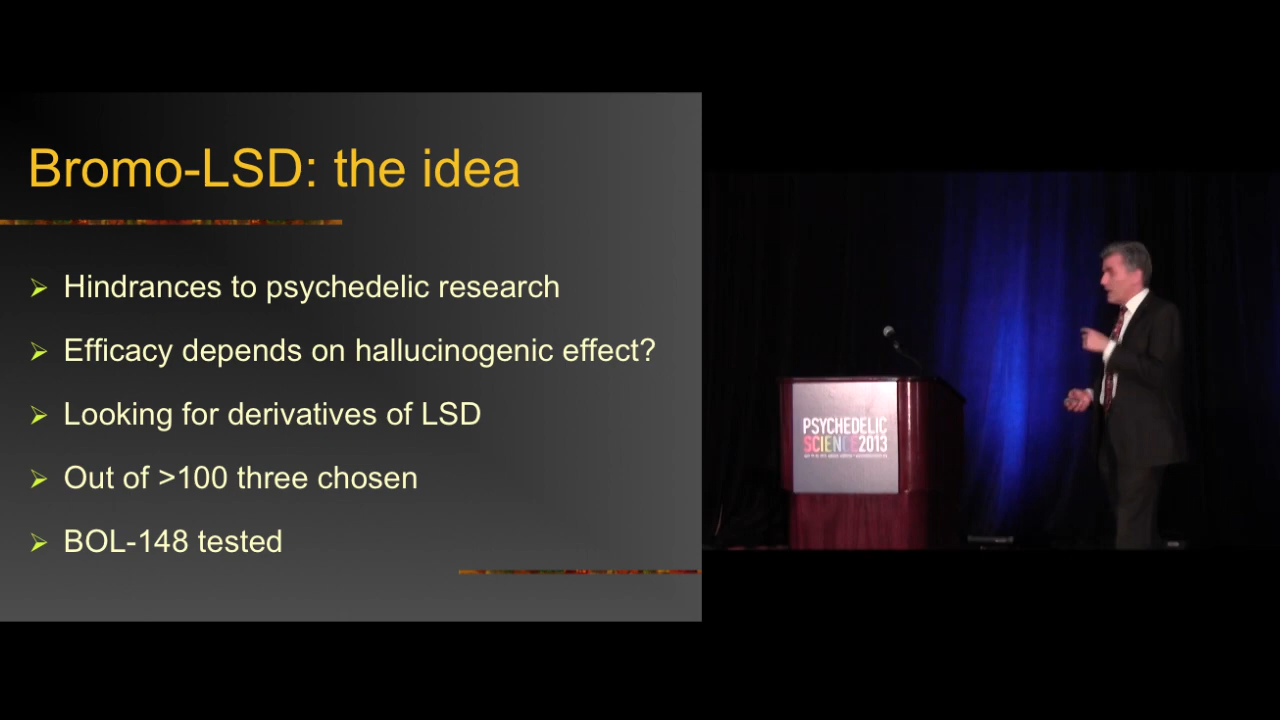 Bromo-LSD: the idea
Hindrances to psychedelic research
Efficacy depends on hallucinogenic effect?
Looking for derivatives of LSD
Out of >100 three chosen
BOL-148 tested
PSYCHEDELIC
SCIENCE2013